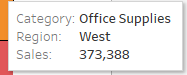 Category: Office Supplies
Region: West
Sales: 373,388